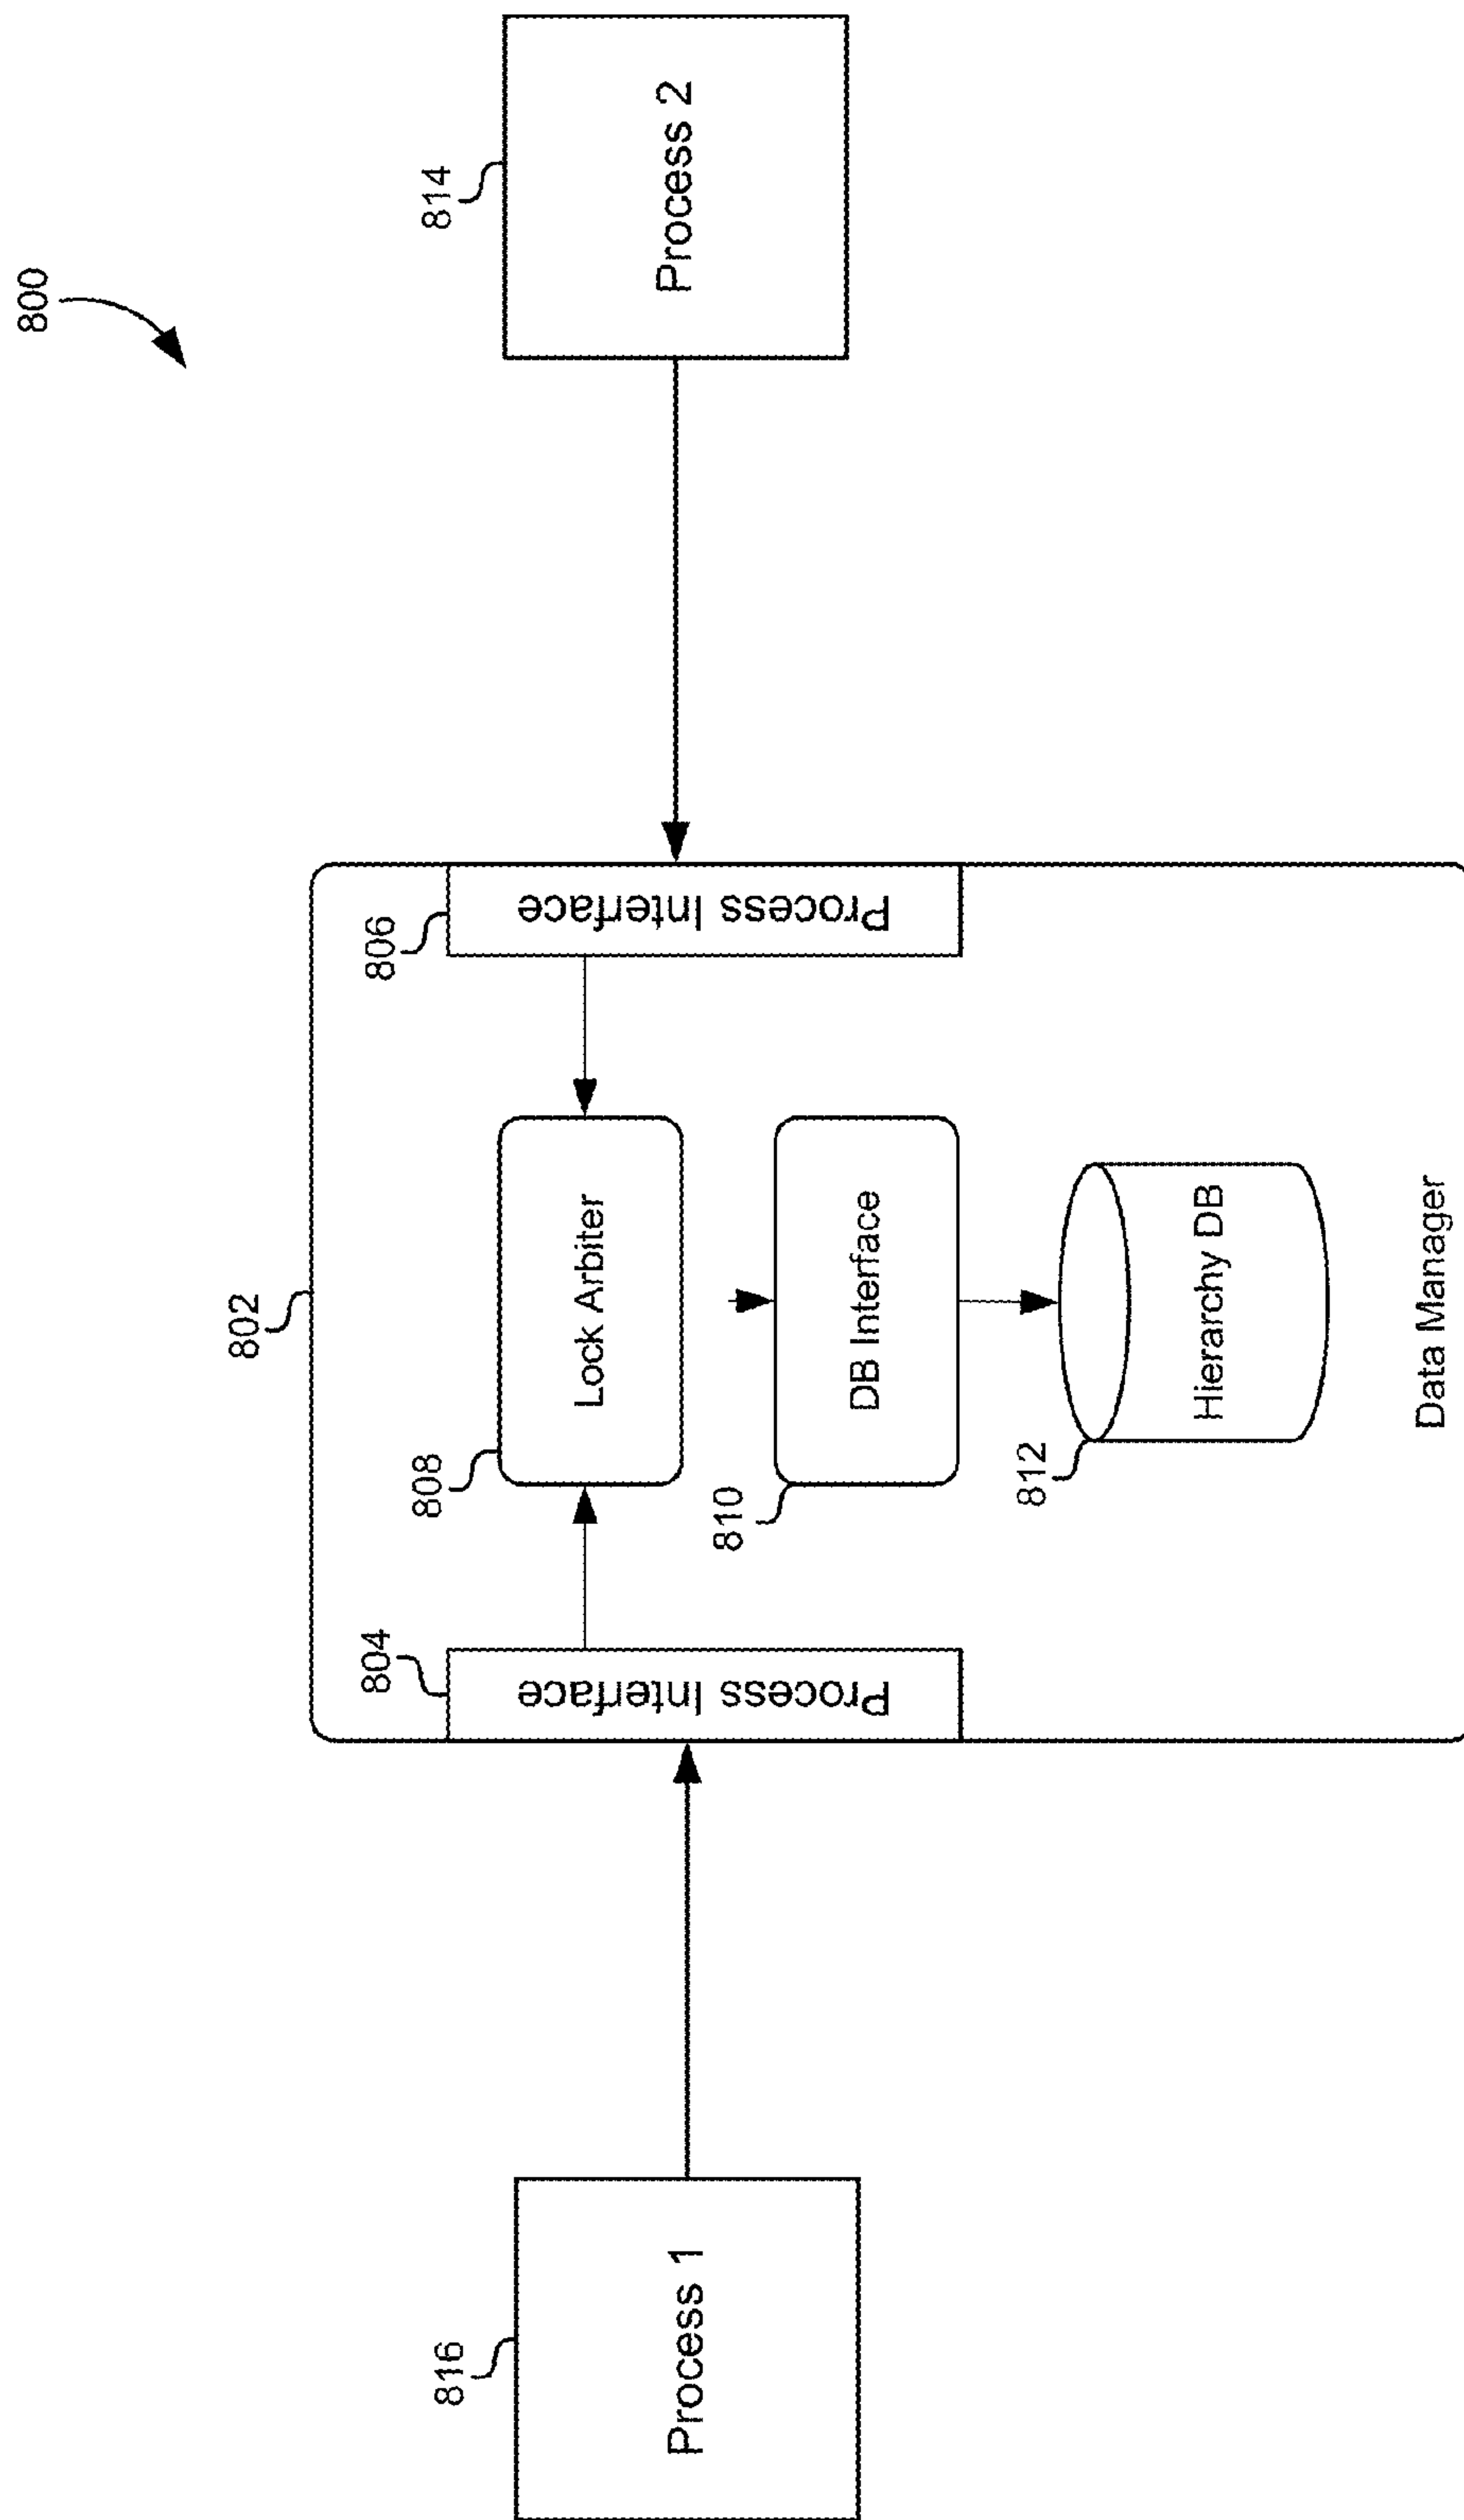 800
802
816
Process 1
804
Process Interface
808
Lock Arbiter
806
Process Interface
814
Process 2
810
DB Interface
812
Hierarchy DB
Data Manager